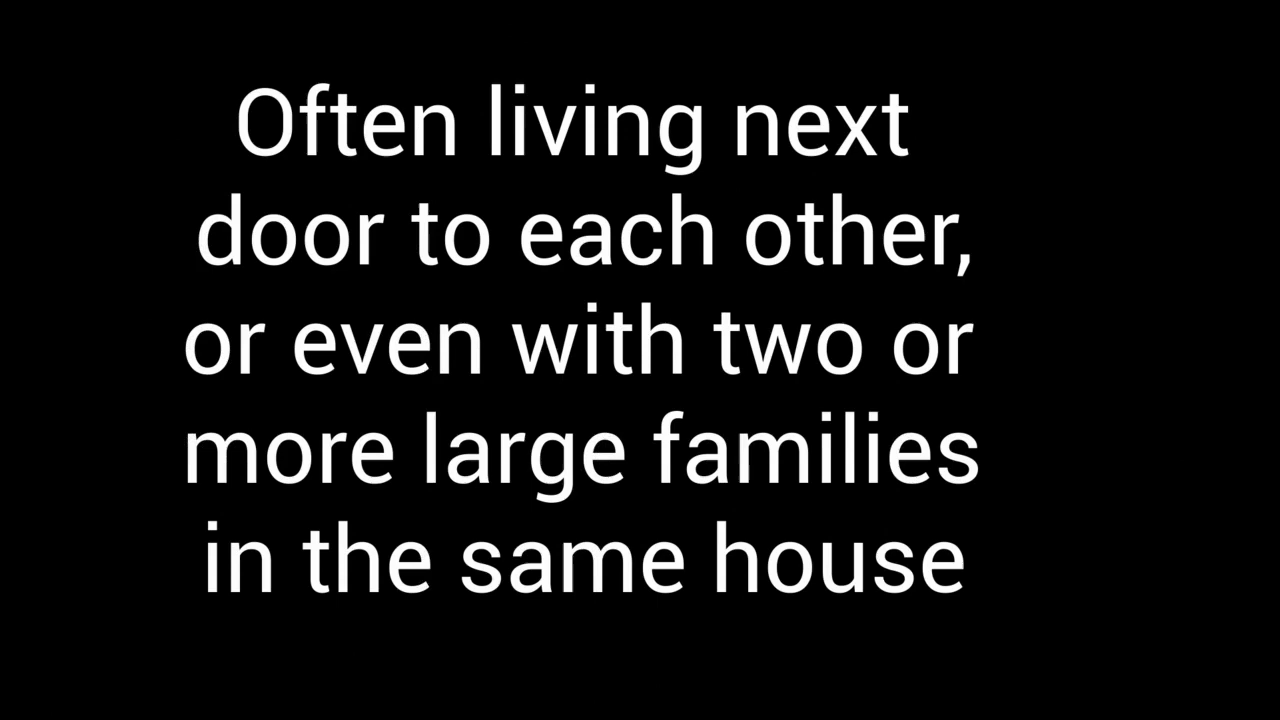 Often living next
door to each other,
or even with two or
more large families
in the same house